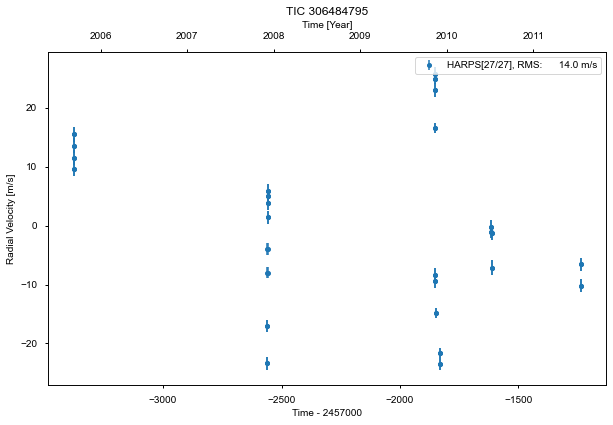 TIC 306484795
Time [Year]
2006 2007 2008 2009 2010 2011
HARPS[27/27], RMS: 14.0 m/s
20
10
0
−10
−20
Radial Velocity [m/s]
−3000 −2500 −2000 −1500
Time - 2457000